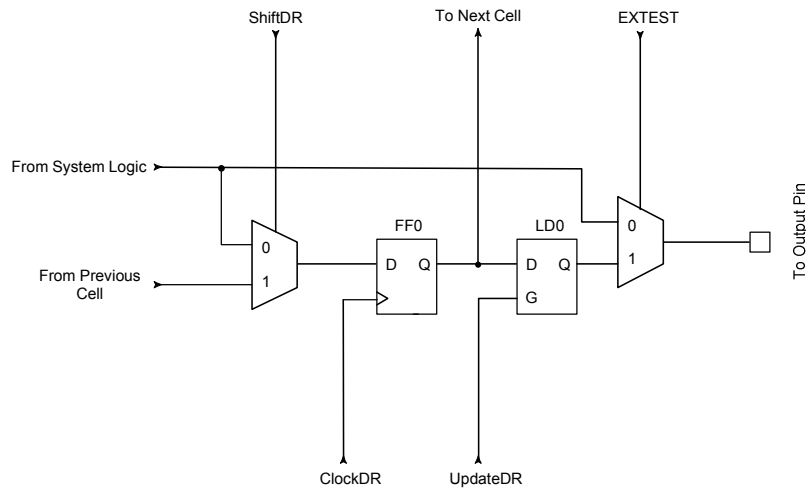 ShiftDR
To Next Cell
EXTEST
From System Logic
From Previous
Cell
0
1
FF0
D
Q
LD0
D
Q
G
0
1
To Output Pin
ClockDR
UpdateDR